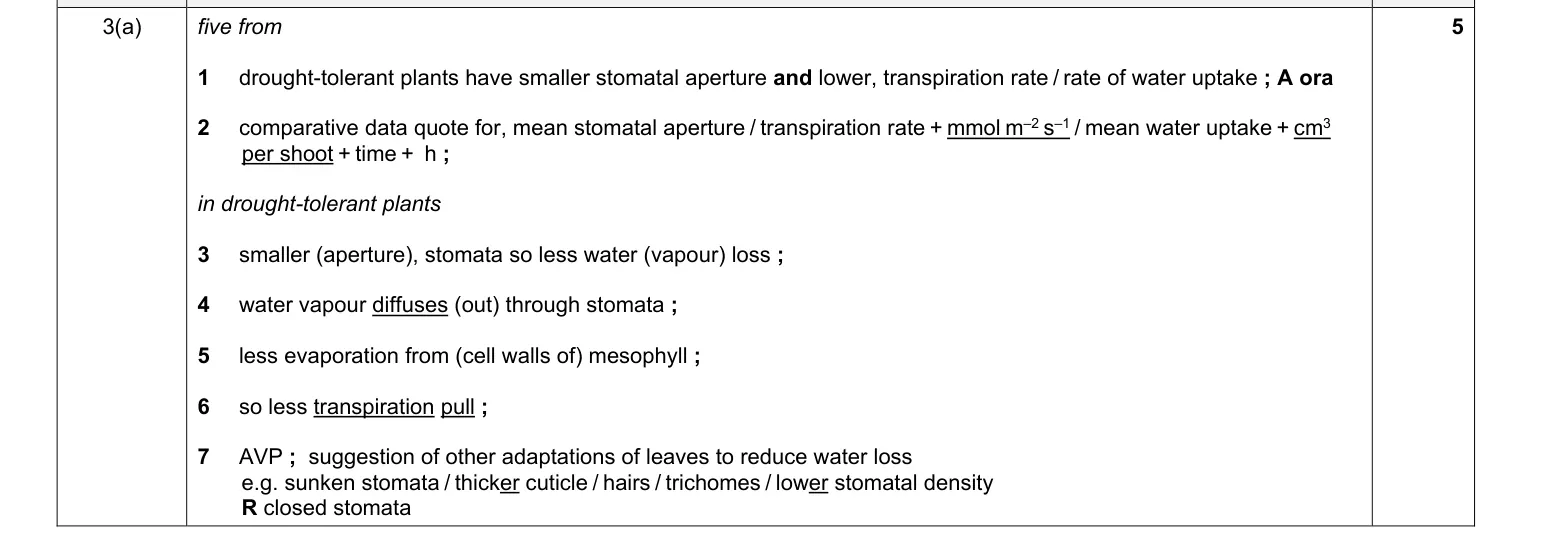 3(a) five from 5
1 drought-tolerant plants have smaller stomatal aperture and lower, transpiration rate / rate of water uptake ; A ora
2 comparative data quote for, mean stomatal aperture / transpiration rate + mmol m–2 s–1 / mean water uptake + cm3
per shoot + time + h ;
in drought-tolerant plants
3 smaller (aperture), stomata so less water (vapour) loss ;
4 water vapour diffuses (out) through stomata ;
5 less evaporation from (cell walls of) mesophyll ;
6 so less transpiration pull ;
7 AVP ; suggestion of other adaptations of leaves to reduce water loss
e.g. sunken stomata / thicker cuticle / hairs / trichomes / lower stomatal density
R closed stomata